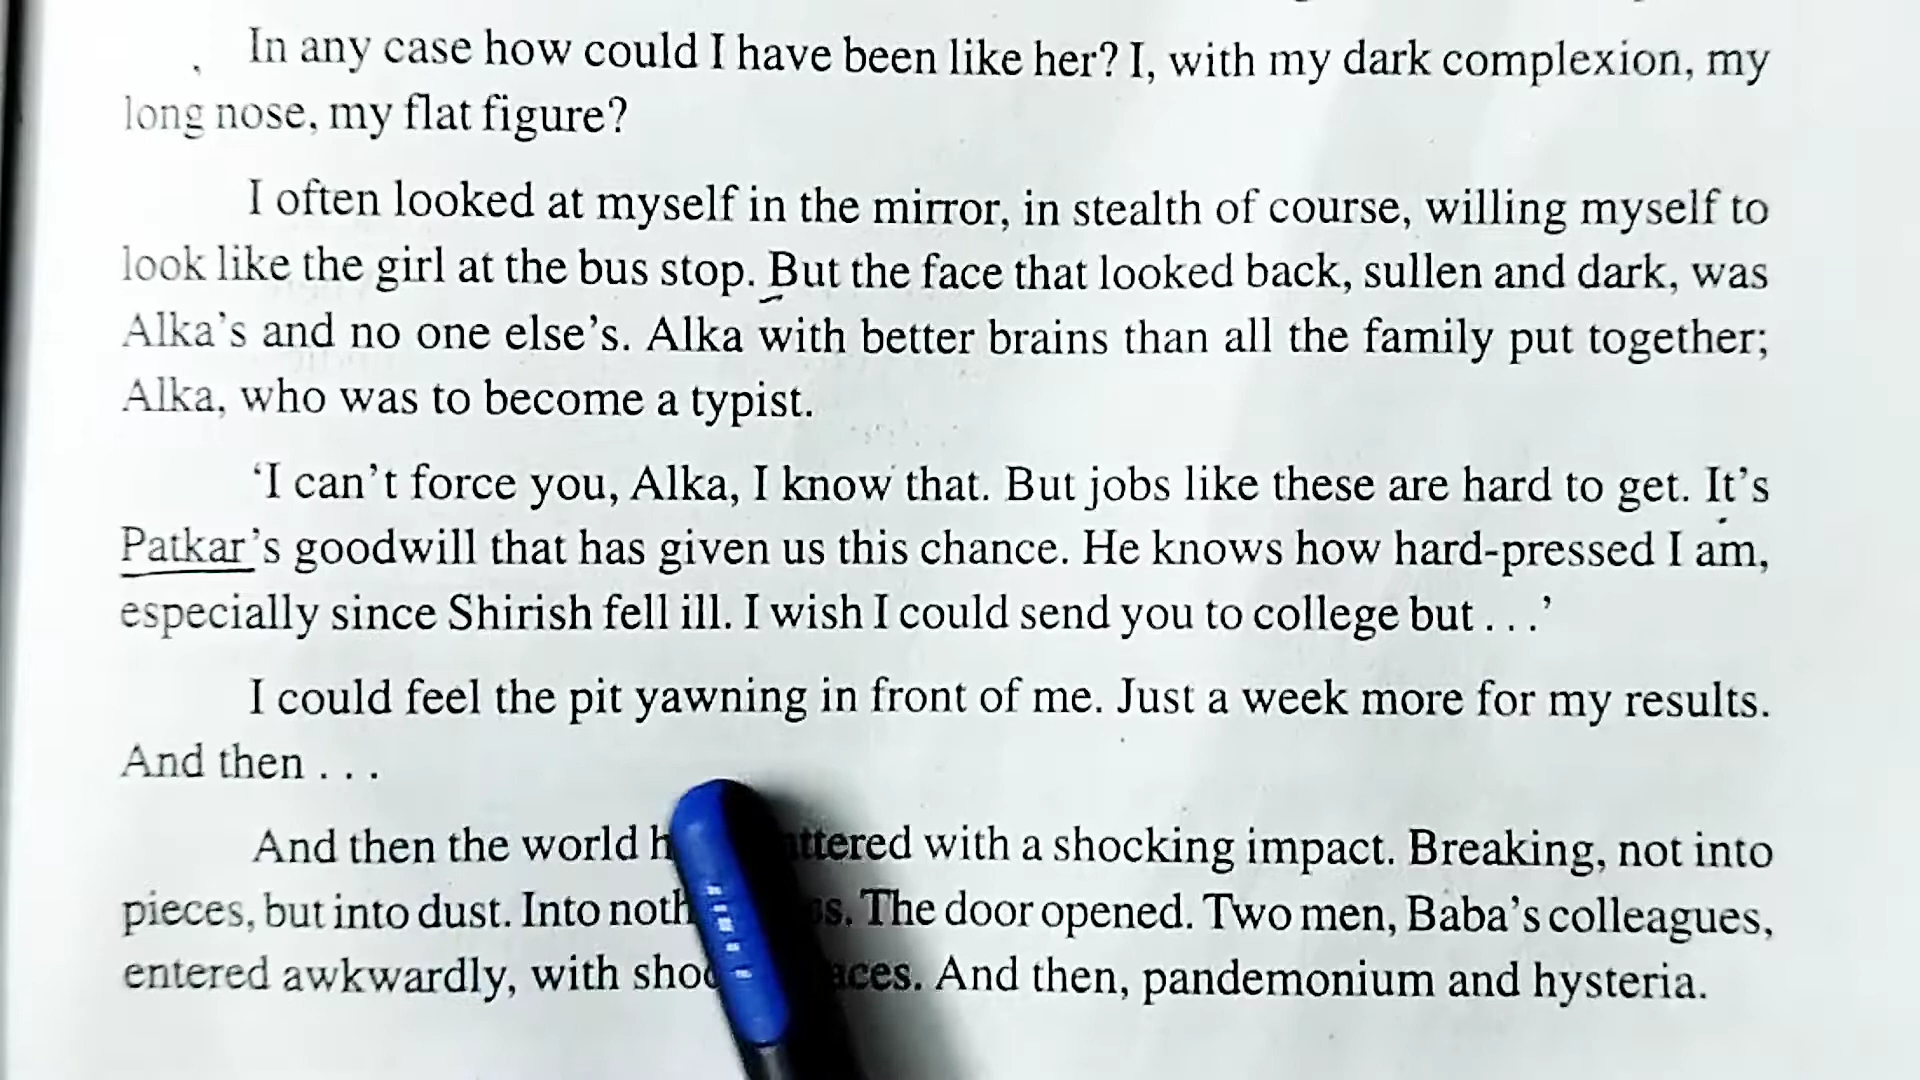 In any case how could I have been like her? I, with my dark complexion, my
long nose, my flat figure?
I often looked at myself in the mirror, in stealth of course, willing myself to
look like the girl at the bus stop. But the face that looked back, sullen and dark, was
Alka's and no one else's. Alka with better brains than all the family put together;
Alka, who was to become a typist.
‘I can't force you, Alka, I know that. But jobs like these are hard to get. It's
Patkar's goodwill that has given us this chance. He knows how hard-pressed I am,
especially since Shirish fell ill. I wish I could send you to college but . . .’
I could feel the pit yawning in front of me. Just a week more for my results.
And then . . .
And then the world with a shocking impact. Breaking, not into
pieces, but into dust. Into The door opened. Two men, Baba's colleagues,
entered awkwardly, with And then, pandemonium and hysteria.